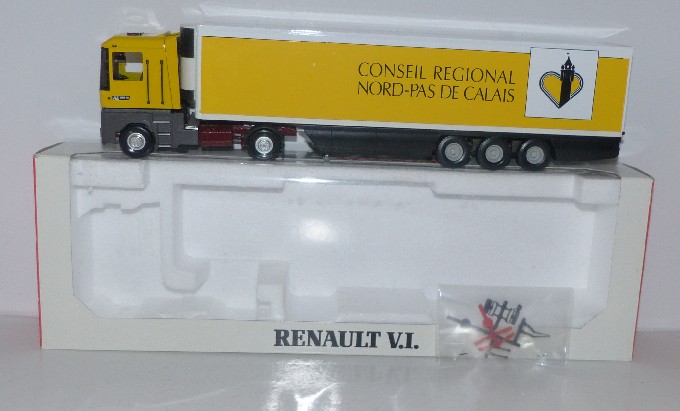 CONSEIL REGIONAL
NORD-PAS DE CALAIS
RENAULT V.I.